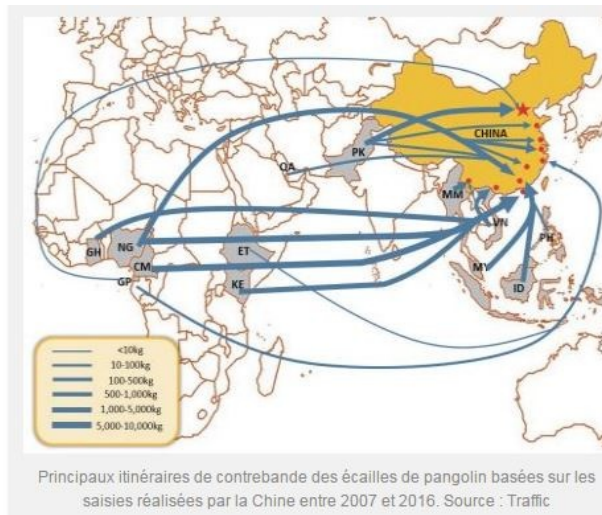 CHINA
PK
QA
MM
VN
PH
GH
NG
CM
GP
ET
KE
MY
ID
<10kg
10-100kg
100-500kg
500-1,000kg
1,000-5,000kg
5,000-10,000kg
Principaux itinéraires de contrebande des écailles de pangolin basées sur les
saisies réalisées par la Chine entre 2007 et 2016. Source : Traffic